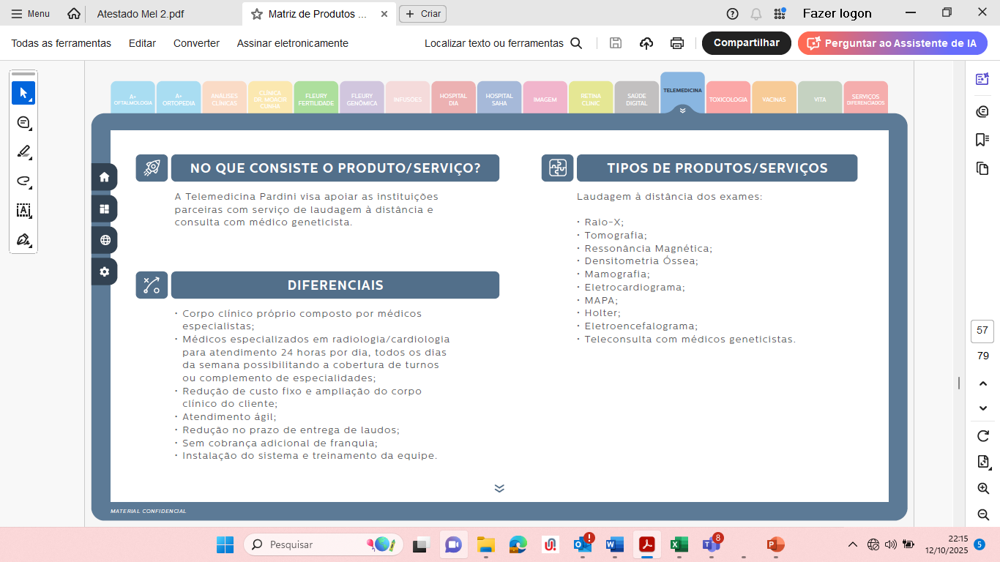 Menu
Atestado Mel 2.pdf
Matriz de Produtos ...
Criar
Fazer logon
Todas as ferramentas
Editar
Converter
Assinar eletronicamente
Localizar texto ou ferramentas
Compartilhar
Perguntar ao Assistente de IA
A+
OFTALMOLOGIA
A+
ORTOPEDIA
ANÁLISES
CLÍNICAS
CLÍNICA
DR. MOACIR
CUNHA
FLEURY
FERTILIDADE
FLEURY
GENÔMICA
INFUSÕES
HOSPITAL
DIA
HOSPITAL
SAHA
IMAGEM
RETINA
CLINIC
SAÚDE
DIGITAL
TELEMEDICINA
TOXICOLOGIA
VACINAS
VITA
SERVIÇOS
DIFERENCIADOS
NO QUE CONSISTE O PRODUTO/SERVIÇO?
A Telemedicina Pardini visa apoiar as instituições
parceiras com serviço de laudagem à distância e
consulta com médico geneticista.
DIFERENCIAIS
• Corpo clínico próprio composto por médicos
especialistas;
• Médicos especializados em radiologia/cardiologia
para atendimento 24 horas por dia, todos os dias
da semana possibilitando a cobertura de turnos
ou complemento de especialidades;
• Redução de custo fixo e ampliação do corpo
clínico do cliente;
• Atendimento ágil;
• Redução no prazo de entrega de laudos;
• Sem cobrança adicional de franquia;
• Instalação do sistema e treinamento da equipe.
TIPOS DE PRODUTOS/SERVIÇOS
Laudagem à distância dos exames:
• Raio-X;
• Tomografia;
• Ressonância Magnética;
• Densitometria Óssea;
• Mamografia;
• Eletrocardiograma;
• MAPA;
• Holter;
• Eletroencefalograma;
• Teleconsulta com médicos geneticistas.
MATERIAL CONFIDENCIAL
57
79
Pesquisar
8
22:15
12/10/2025
5